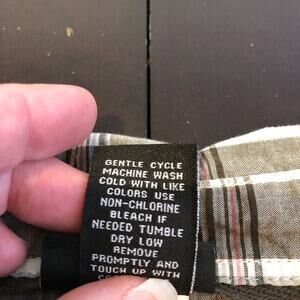 GENTLE CYCLE
MACHINE WASH
COLD WITH LIKE
COLORS USE
NON-CHLORINE
BLEACH IF
NEEDED TUMBLE
DRY LOW
REMOVE
PROMPTLY AND
TOUCH UP WITH